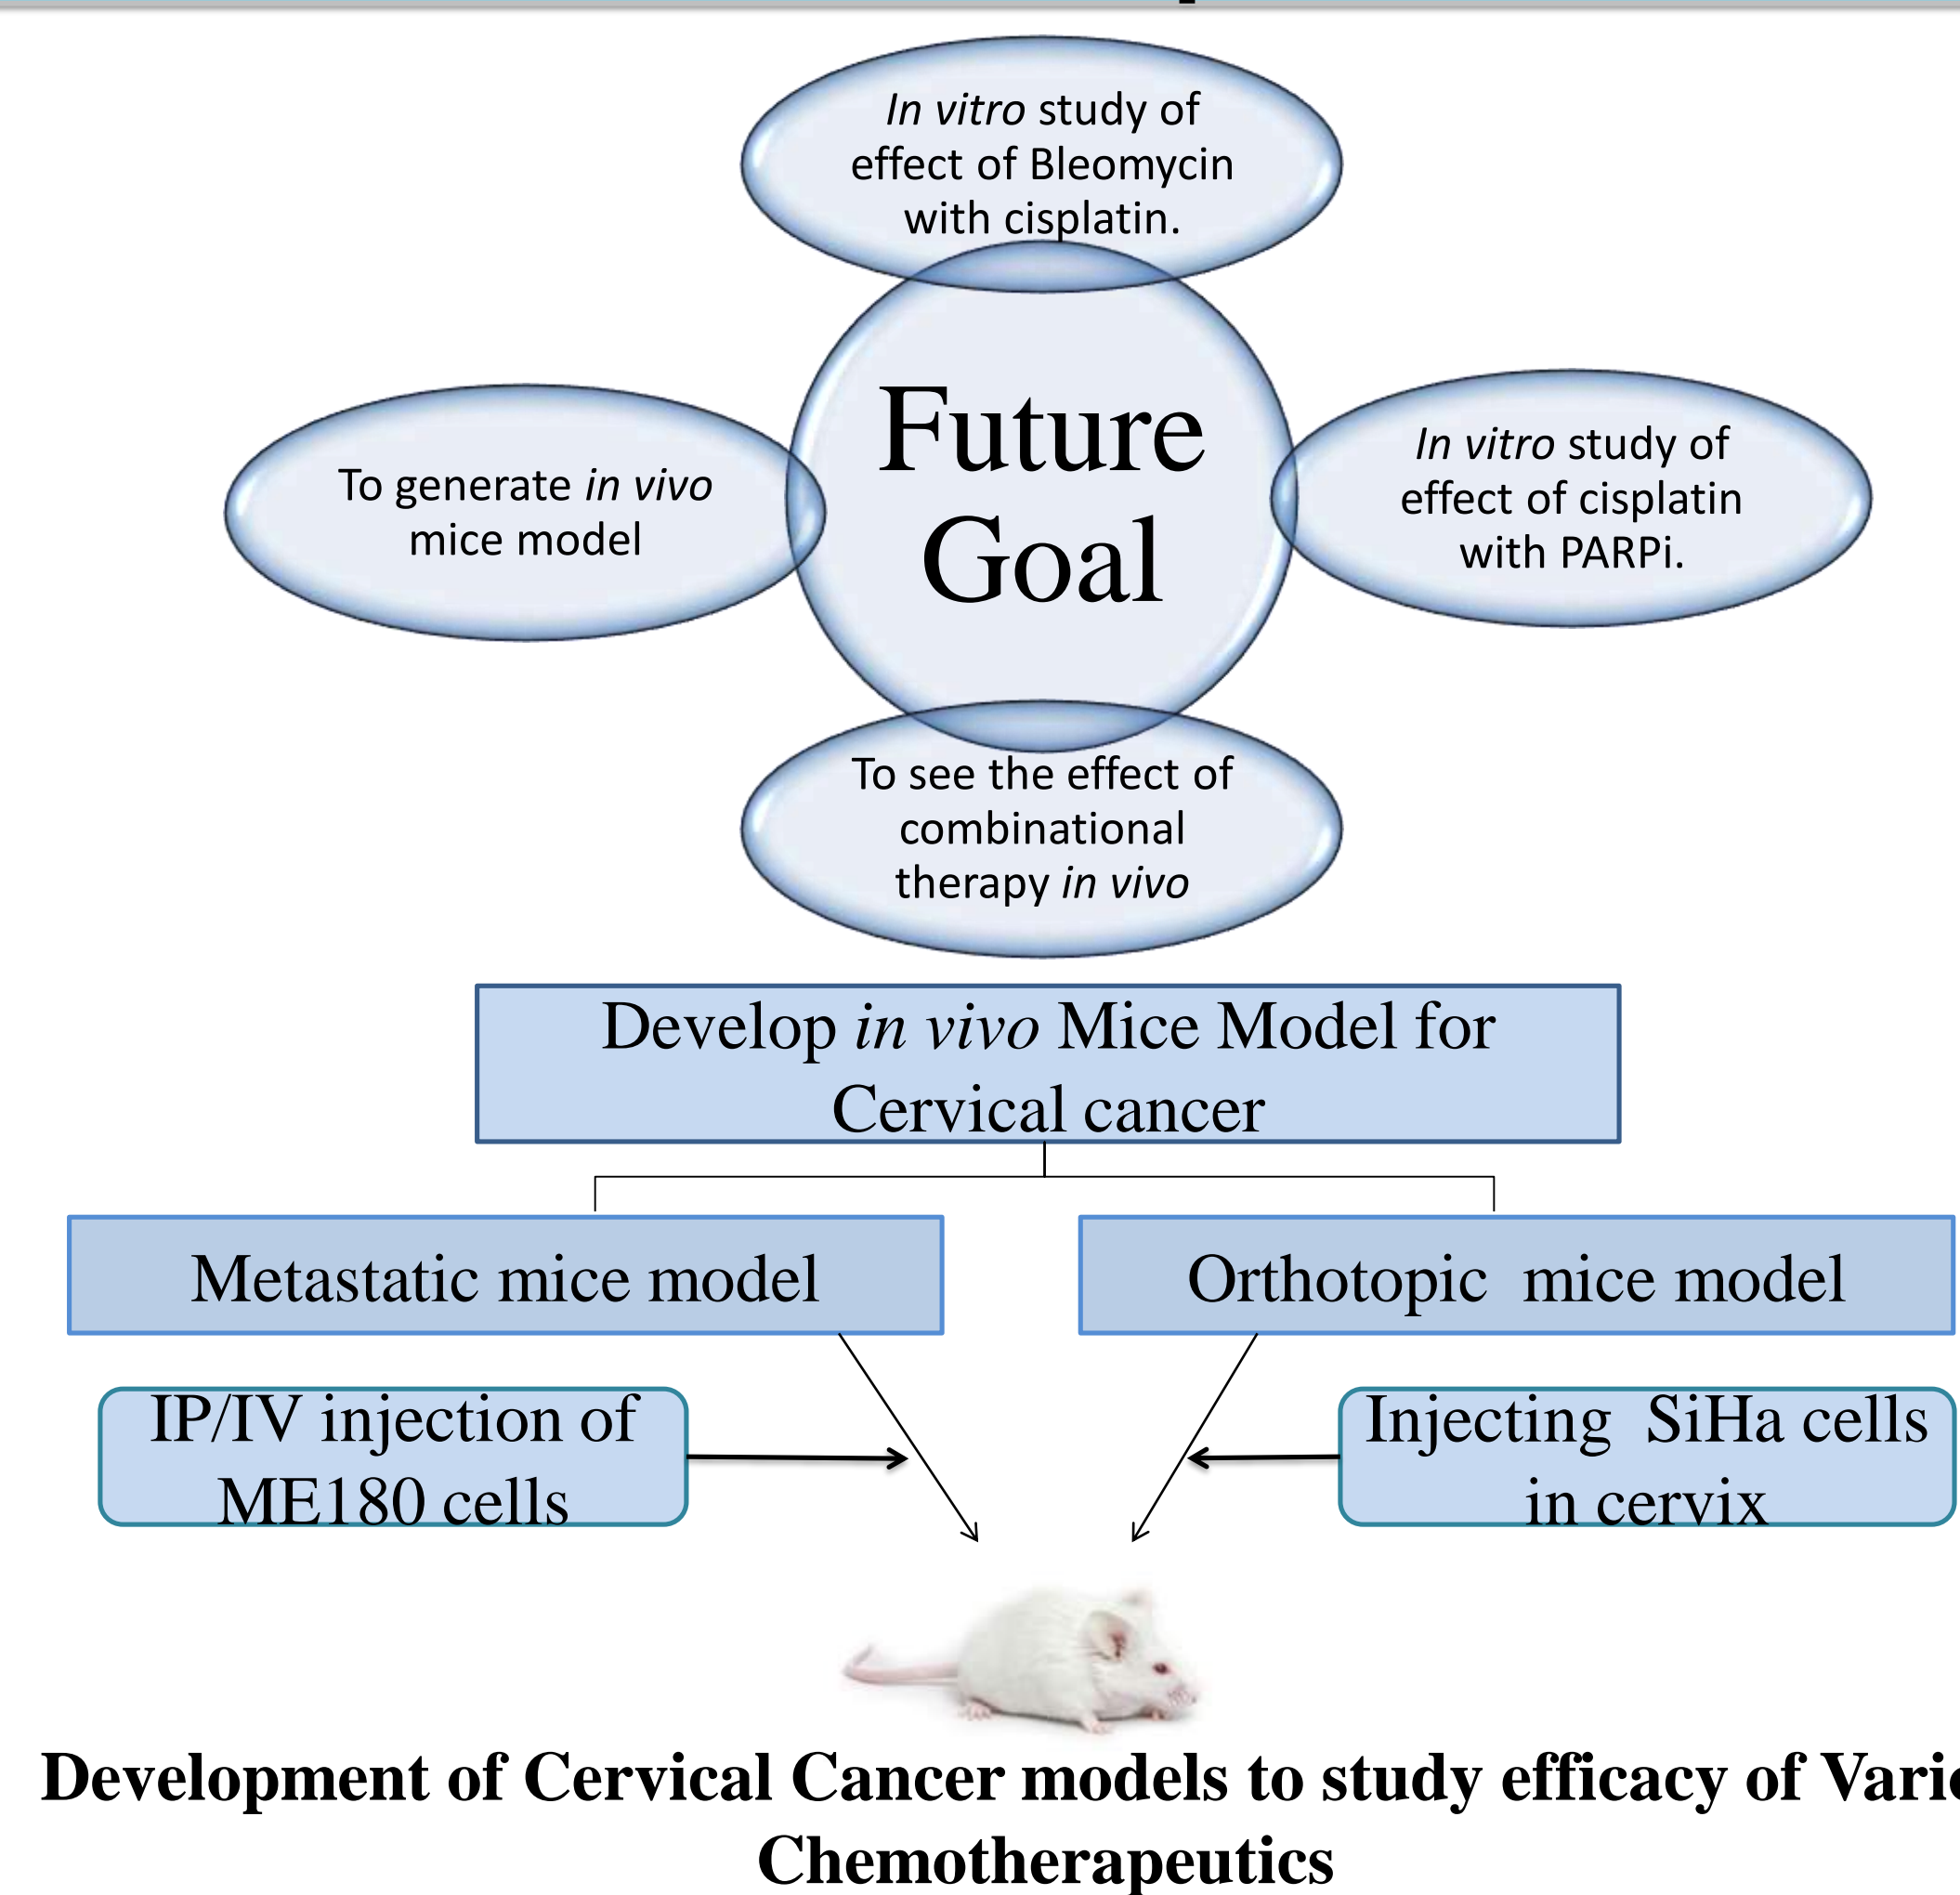 In vitro study of
effect of Bleomycin
with cisplatin.
Future
Goal
To generate in vivo
mice model
In vitro study of
effect of cisplatin
with PARPi.
To see the effect of
combinational
therapy in vivo
Develop in vivo Mice Model for
Cervical cancer
Metastatic mice model
Orthotopic mice model
IP/IV injection of
ME180 cells
Injecting SiHa cells
in cervix
Development of Cervical Cancer models to study efficacy of
Chemotherapeutics